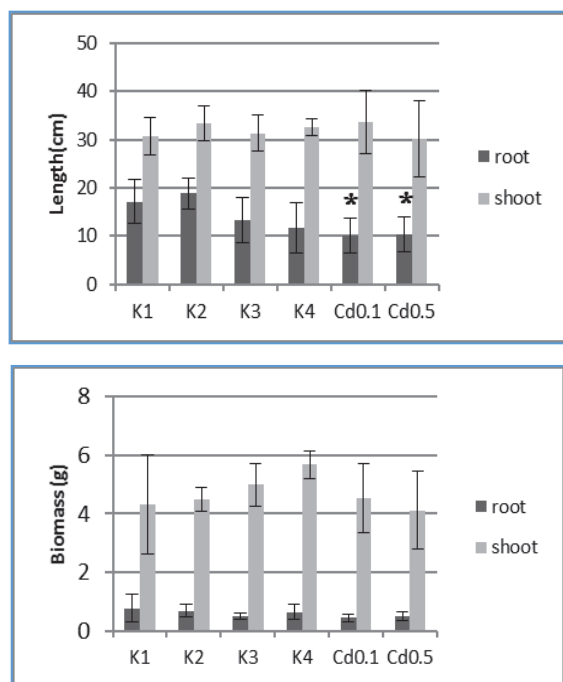 50
40
30
20
10
0
Length(cm)
* *
K1 K2 K3 K4 Cd0.1 Cd0.5
root
shoot
8
6
4
2
0
Biomass (g)
K1 K2 K3 K4 Cd0.1 Cd0.5
root
shoot